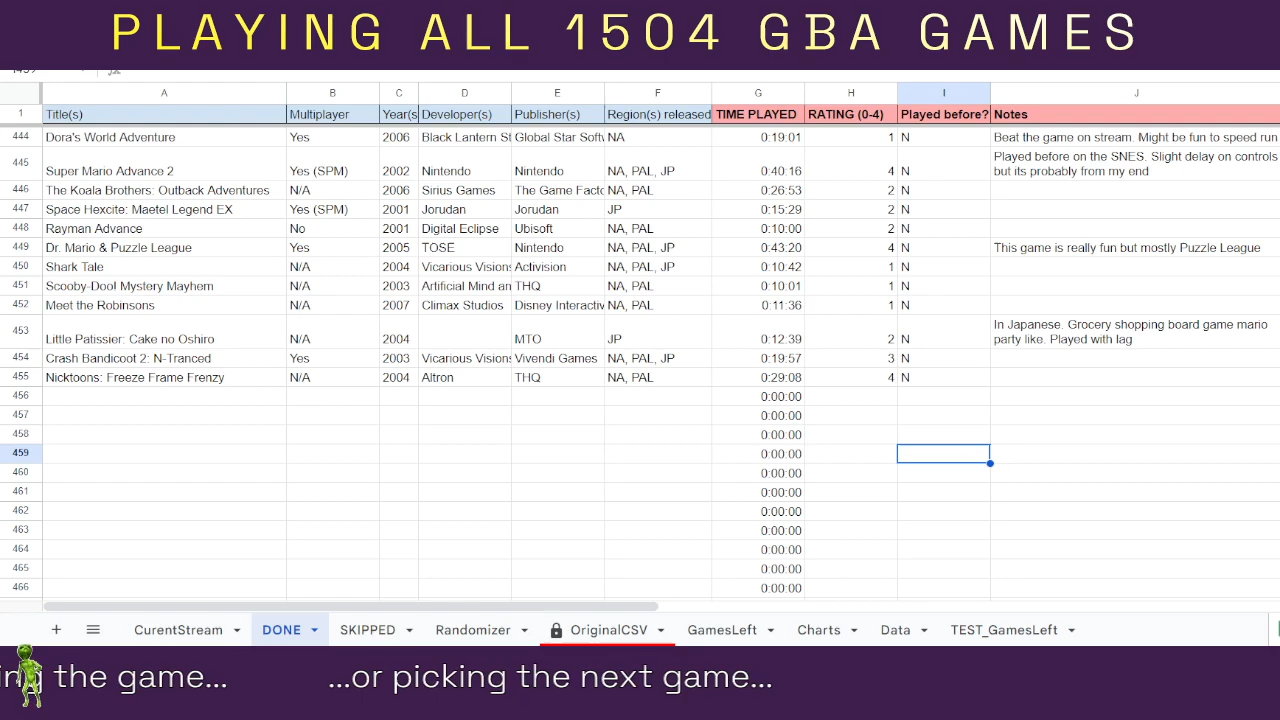 PLAYING ALL 1504 GBA GAMES
A B C D E F G H I J
1 Title(s) Multiplayer Year(s Developer(s) Publisher(s) Region(s) released TIME PLAYED RATING (0-4) Played before? Notes
444 Dora's World Adventure Yes 2006 Black Lantern St Global Star Softw NA 0:19:01 1 N Beat the game on stream. Might be fun to speed run
445 Super Mario Advance 2 Yes (SPM) 2002 Nintendo Nintendo NA, PAL, JP 0:40:16 4 N Played before on the SNES. Slight delay on controls
but its probably from my end
446 The Koala Brothers: Outback Adventures N/A 2006 Sirius Games The Game Facto NA, PAL 0:26:53 2 N
447 Space Hexcite: Maetel Legend EX Yes (SPM) 2001 Jorudan Jorudan JP 0:15:29 2 N
448 Rayman Advance No 2001 Digital Eclipse Ubisoft NA, PAL 0:10:00 2 N
449 Dr. Mario & Puzzle League Yes 2005 TOSE Nintendo NA, PAL, JP 0:43:20 4 N This game is really fun but mostly Puzzle League
450 Shark Tale N/A 2004 Vicarious Visions Activision NA, PAL, JP 0:10:42 1 N
451 Scooby-Doo! Mystery Mayhem N/A 2003 Artificial Mind an THQ NA, PAL 0:10:01 1 N
452 Meet the Robinsons N/A 2007 Climax Studios Disney Interactiv NA, PAL 0:11:36 1 N
453 Little Patissier: Cake no Oshiro N/A 2004 MTO JP 0:12:39 2 N In Japanese. Grocery shopping board game mario
party like. Played with lag
454 Crash Bandicoot 2: N-Tranced Yes 2003 Vicarious Visions Vivendi Games NA, PAL, JP 0:19:57 3 N
455 Nicktoons: Freeze Frame Frenzy N/A 2004 Altron THQ NA, PAL 0:29:08 4 N
456 0:00:00
457 0:00:00
458 0:00:00
459 0:00:00
460 0:00:00
461 0:00:00
462 0:00:00
463 0:00:00
464 0:00:00
465 0:00:00
466 0:00:00
CurentStream DONE SKIPPED Randomizer OriginalCSV GamesLeft Charts Data TEST_GamesLeft
ing the game... ...or picking the next game...